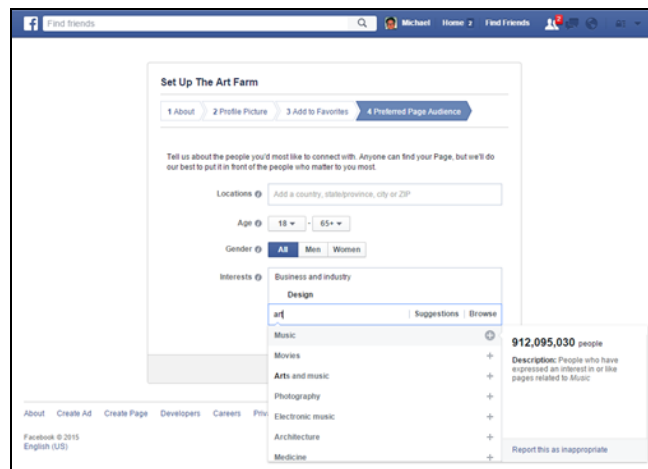 f Find friends Michael Home 2 Find Friends 2
Set Up The Art Farm
1 About 2 Profile Picture 3 Add to Favorites 4 Preferred Page Audience
Tell us about the people you'd most like to connect with. Anyone can find your Page, but we'll do
our best to put it in front of the people who matter to you most.
Locations Add a country, state/province, city or ZIP
Age 18 - 65+
Gender All Men Women
Interests Business and industry
Design
art Suggestions Browse
Music
Movies
Arts and music
Photography
Electronic music
Architecture
Medicine
912,095,030 people
Description: People who have
expressed an interest in or like
pages related to Music
Report this as inappropriate
About Create Ad Create Page Developers Careers Priv
Facebook © 2015
English (US)